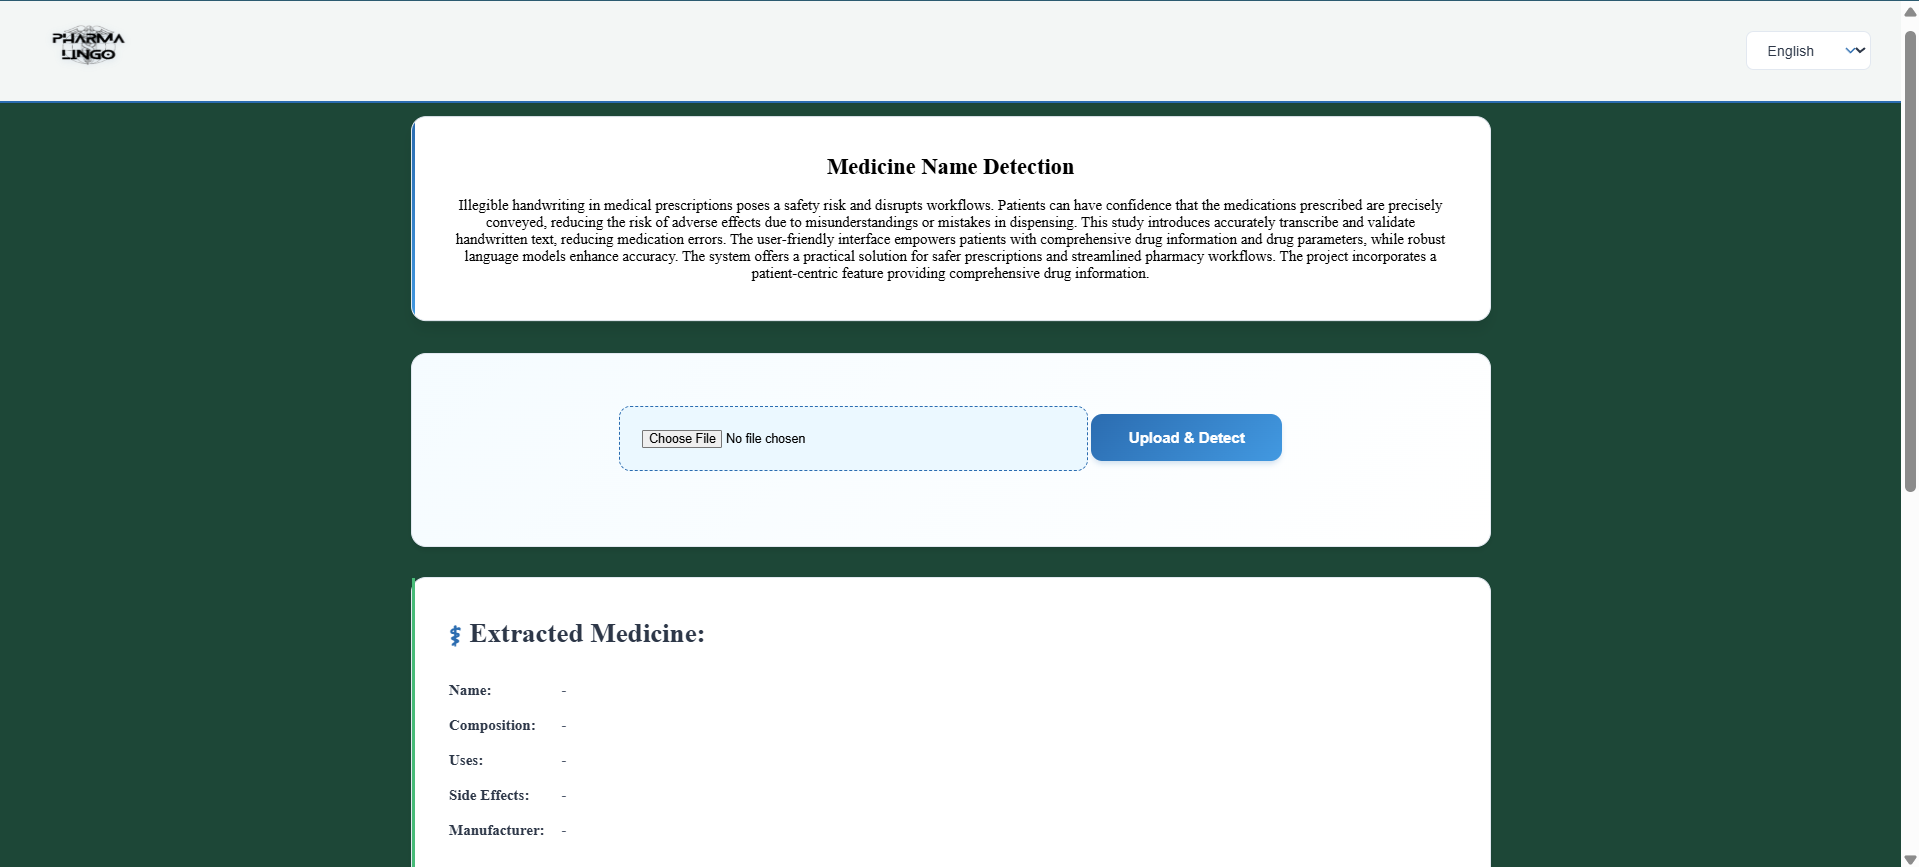 PHARMA
LINGO
English
Medicine Name Detection
Illegible handwriting in medical prescriptions poses a safety risk and disrupts workflows. Patients can have confidence that the medications prescribed are precisely
conveyed, reducing the risk of adverse effects due to misunderstandings or mistakes in dispensing. This study introduces accurately transcribe and validate
handwritten text, reducing medication errors. The user-friendly interface empowers patients with comprehensive drug information and drug parameters, while robust
language models enhance accuracy. The system offers a practical solution for safer prescriptions and streamlined pharmacy workflows. The project incorporates a
patient-centric feature providing comprehensive drug information.
Choose File No file chosen
Upload & Detect
Extracted Medicine:
Name: -
Composition: -
Uses: -
Side Effects: -
Manufacturer: -